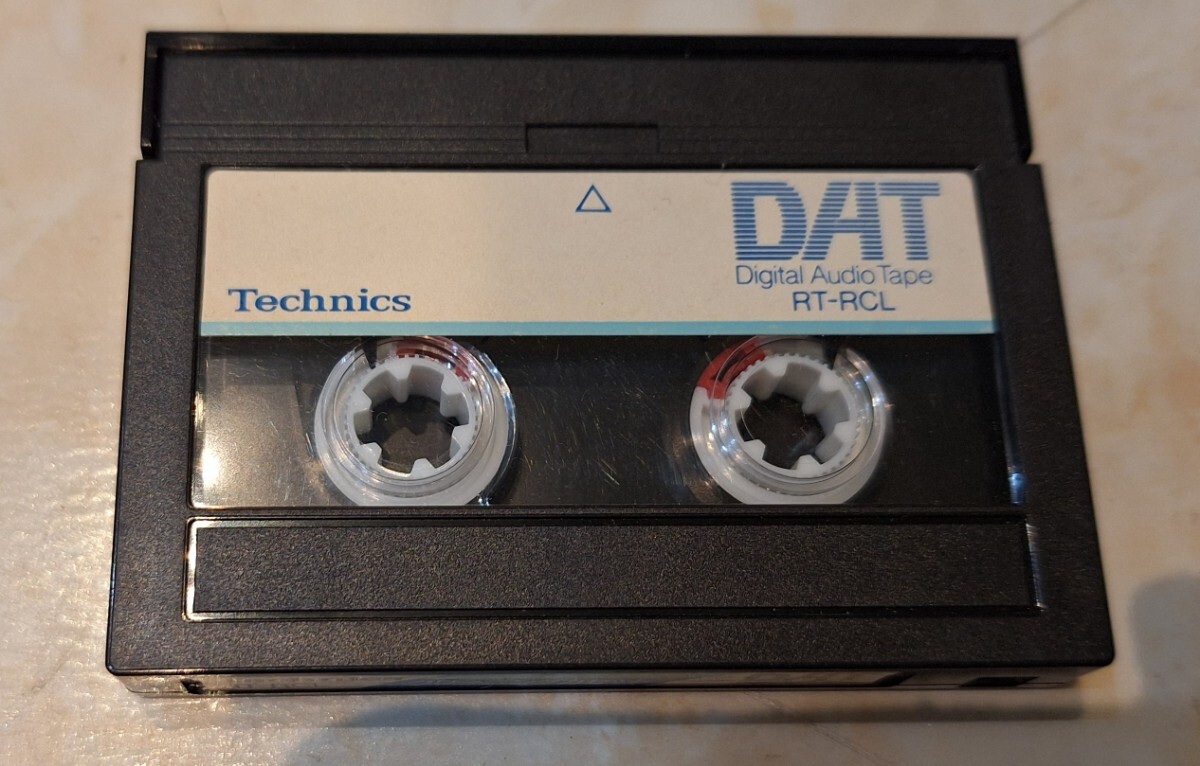 DAT
Digital Audio Tape
RT-RCL
Technics